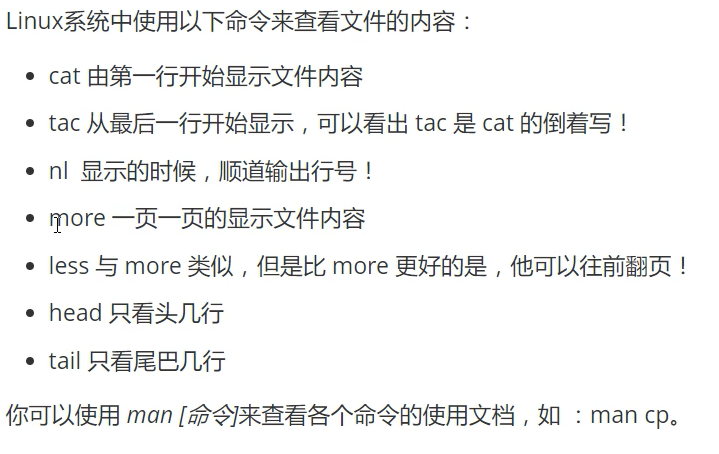 Linux系统中使用以下命令来查看文件的内容：
• cat 由第一行开始显示文件内容
• tac 从最后一行开始显示，可以看出 tac 是 cat 的倒着写！
• nl 显示的时候，顺道输出行号！
• more 一页一页的显示文件内容
• less 与 more 类似，但是比 more 更好的是，他可以往前翻页！
• head 只看头几行
• tail 只看尾巴几行
你可以使用 man [命令]来查看各个命令的使用文档，如 ：man cp。